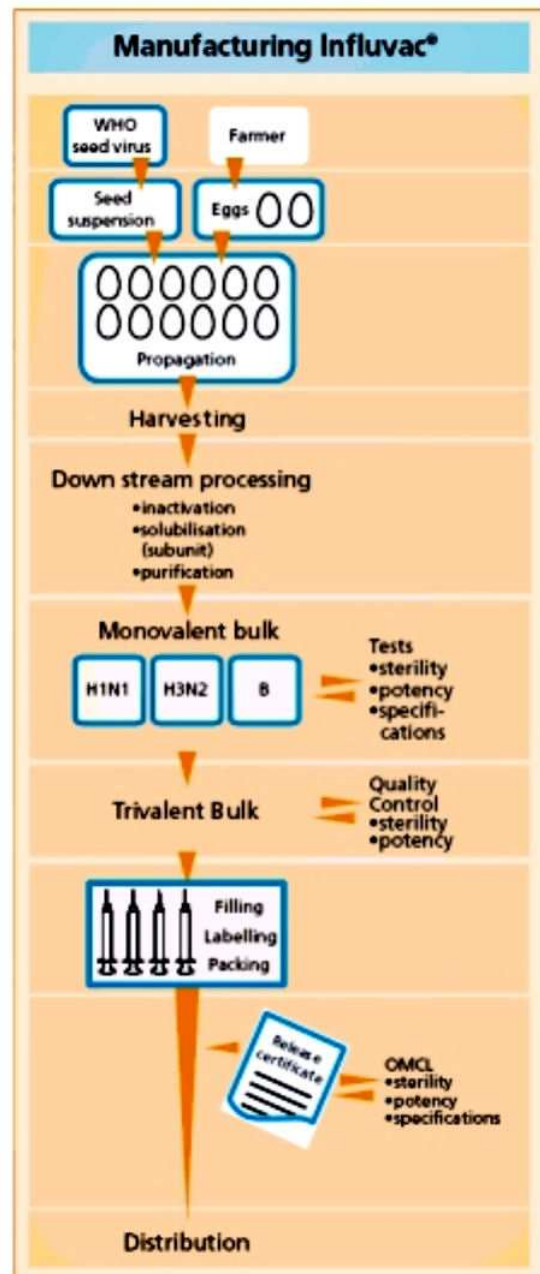 Manufacturing Influvac®
WHO
seed virus
Farmer
Seed
suspension
Eggs
Propagation
Harvesting
Down stream processing
•inactivation
•solubilisation
(subunit)
•purification
Monovalent bulk
H1N1
H3N2
B
Tests
•sterility
•potency
•specifi-
cations
Trivalent Bulk
Quality
Control
•sterility
•potency
Filling
Labelling
Packing
Release
certificate
OMCL
•sterility
•potency
•specifications
Distribution